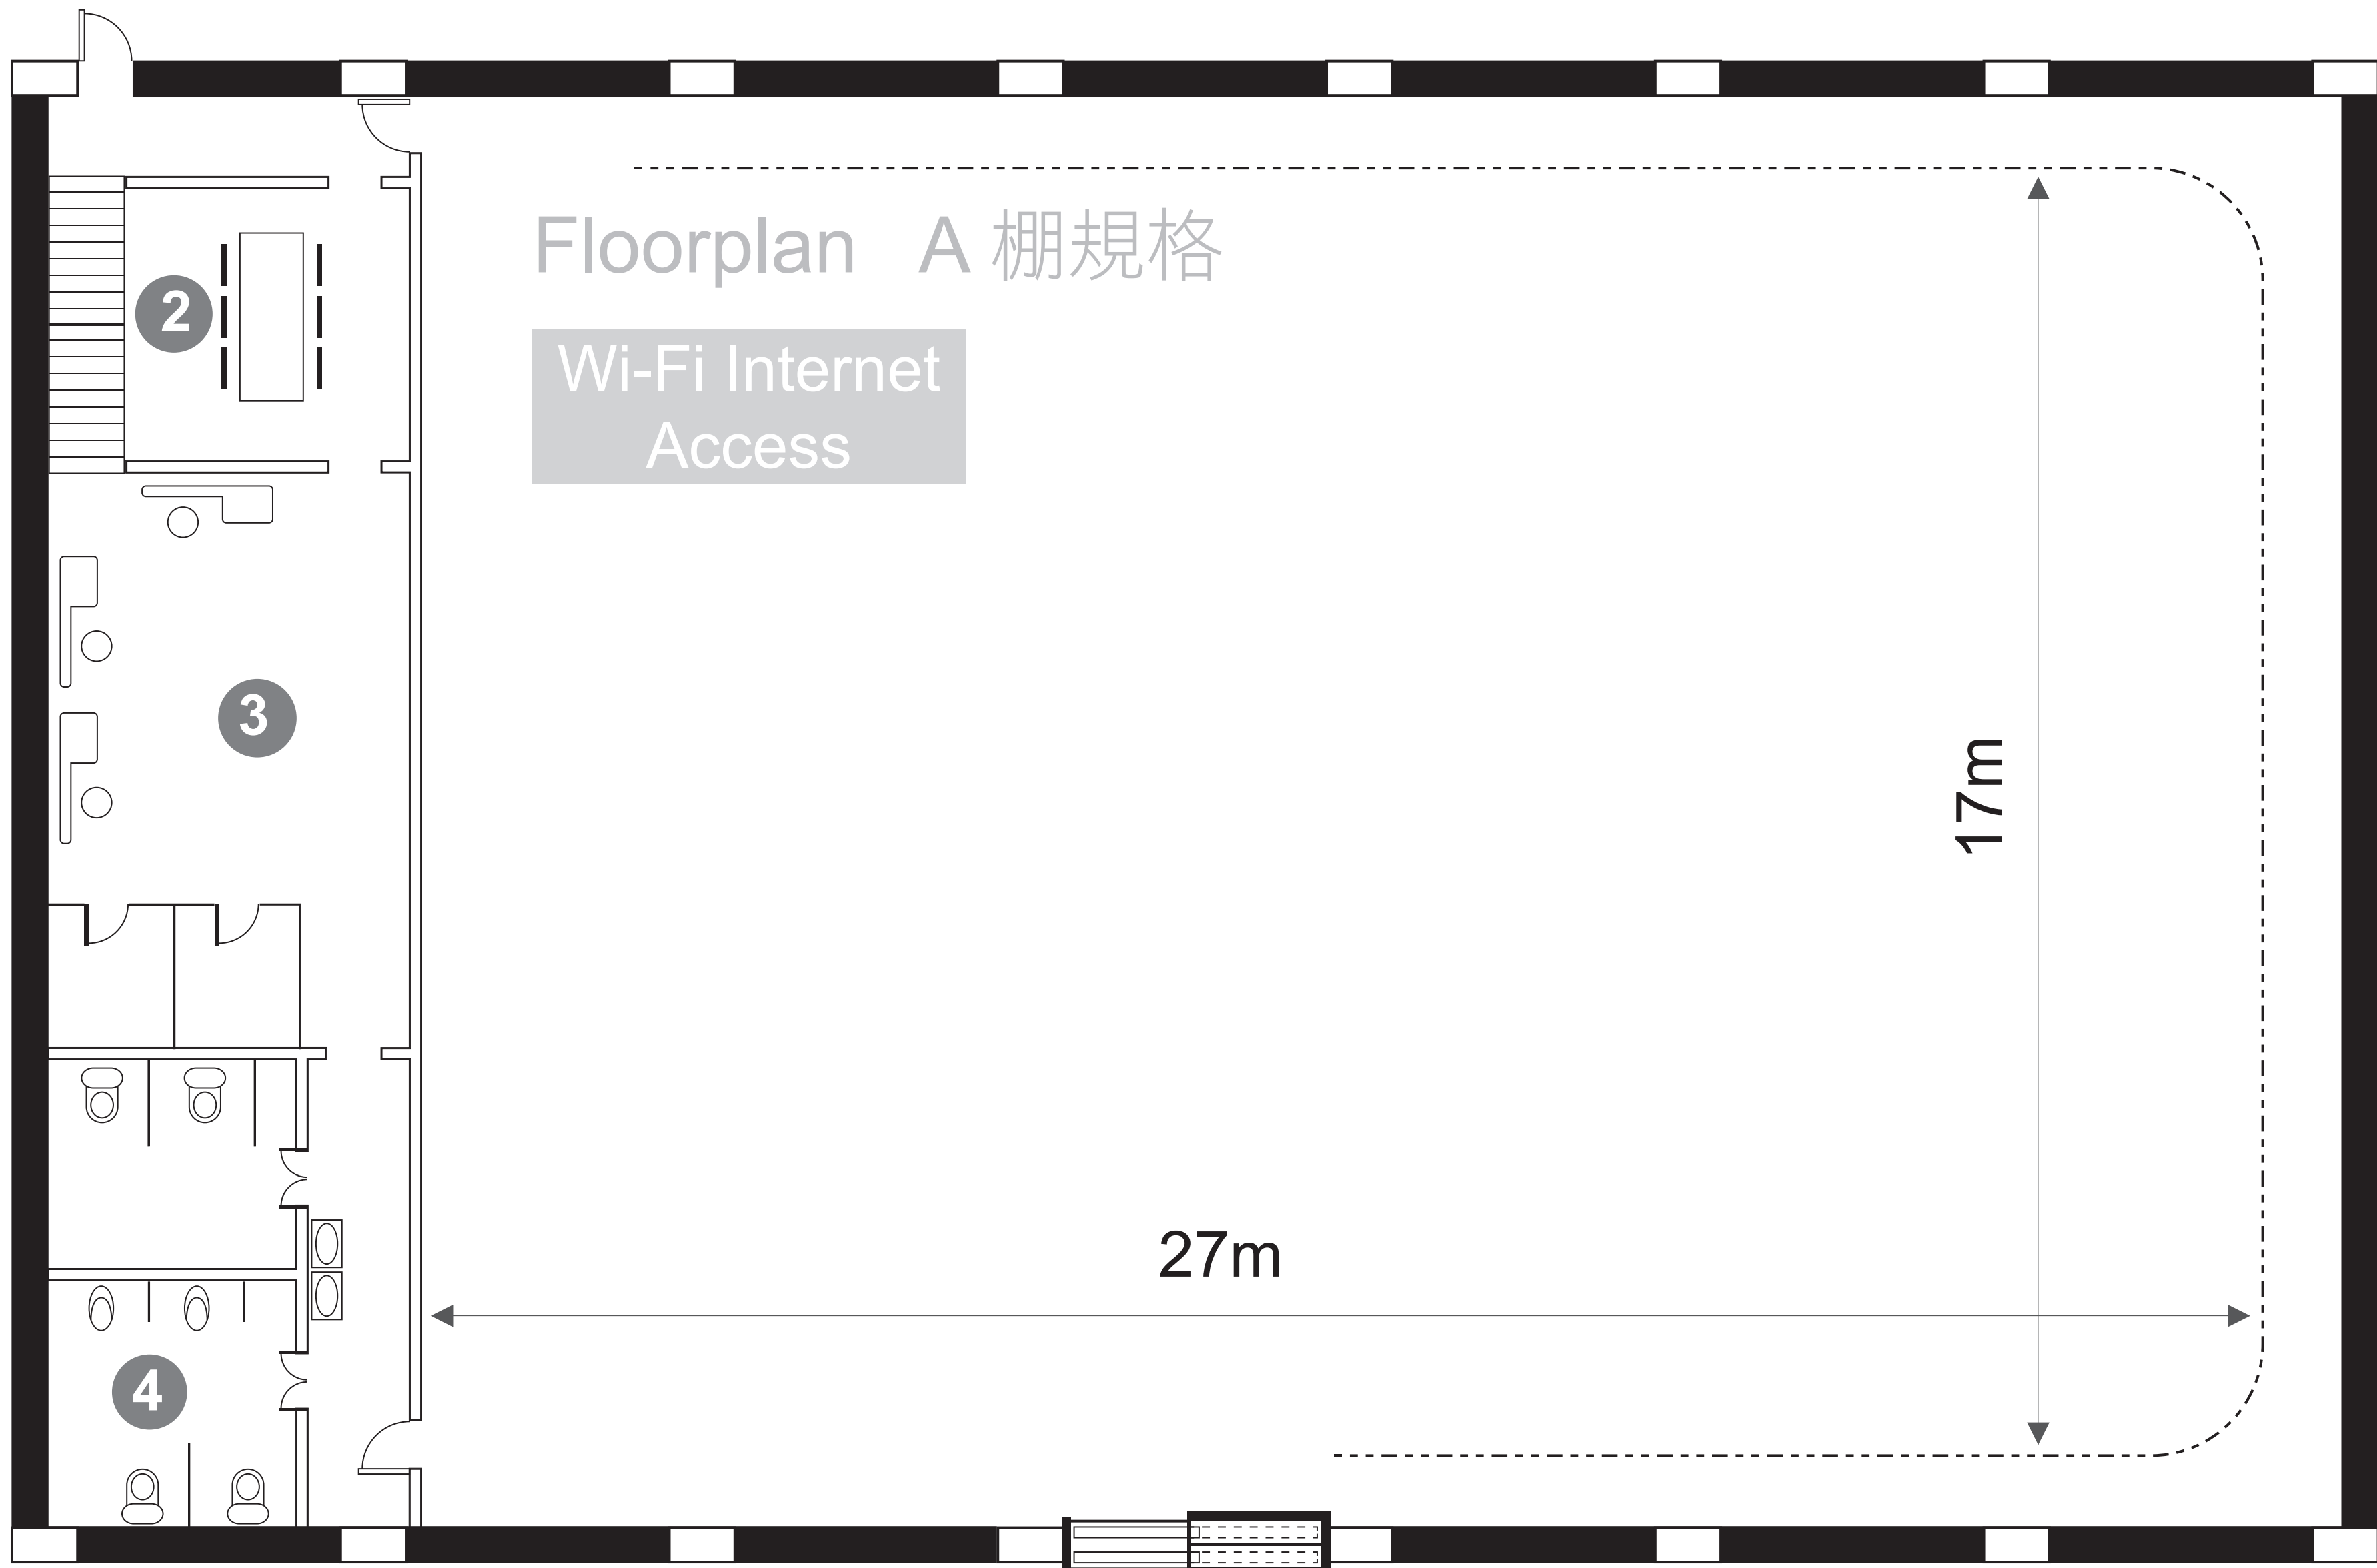 Floorplan A 棚規格
2
Wi-Fi Internet
Access
3
17m
27m
4